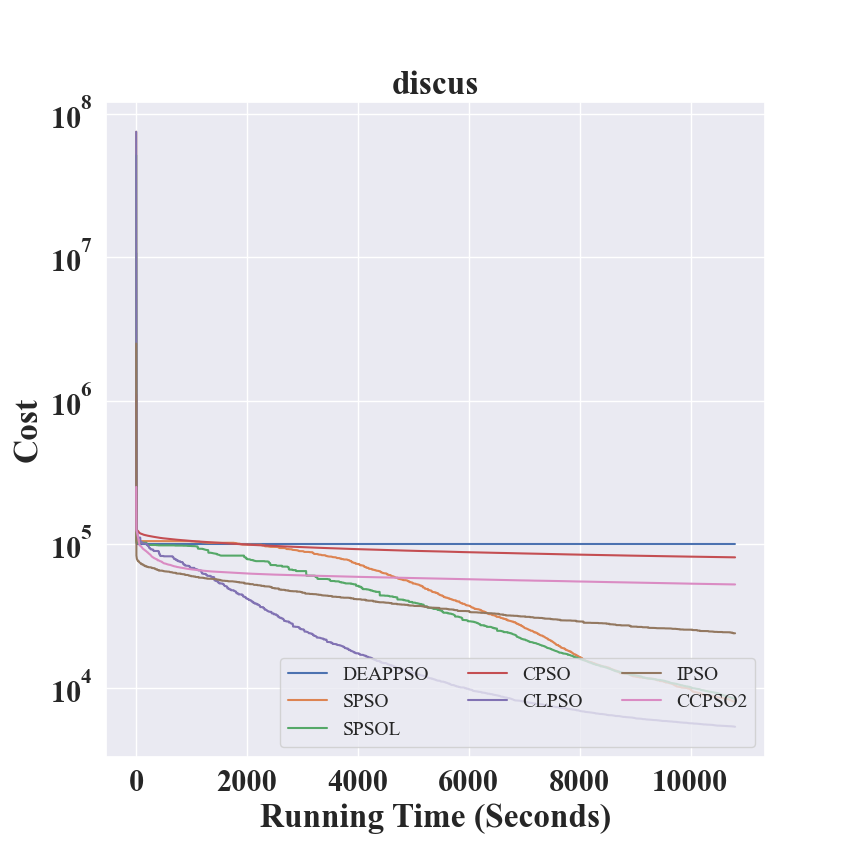 discus
10^8
10^7
10^6
10^5
10^4
Cost
0 2000 4000 6000 8000 10000
Running Time (Seconds)
DEAPPSO CPSO IPSO
SPSO CLPSO CCPSO2
SPSOL